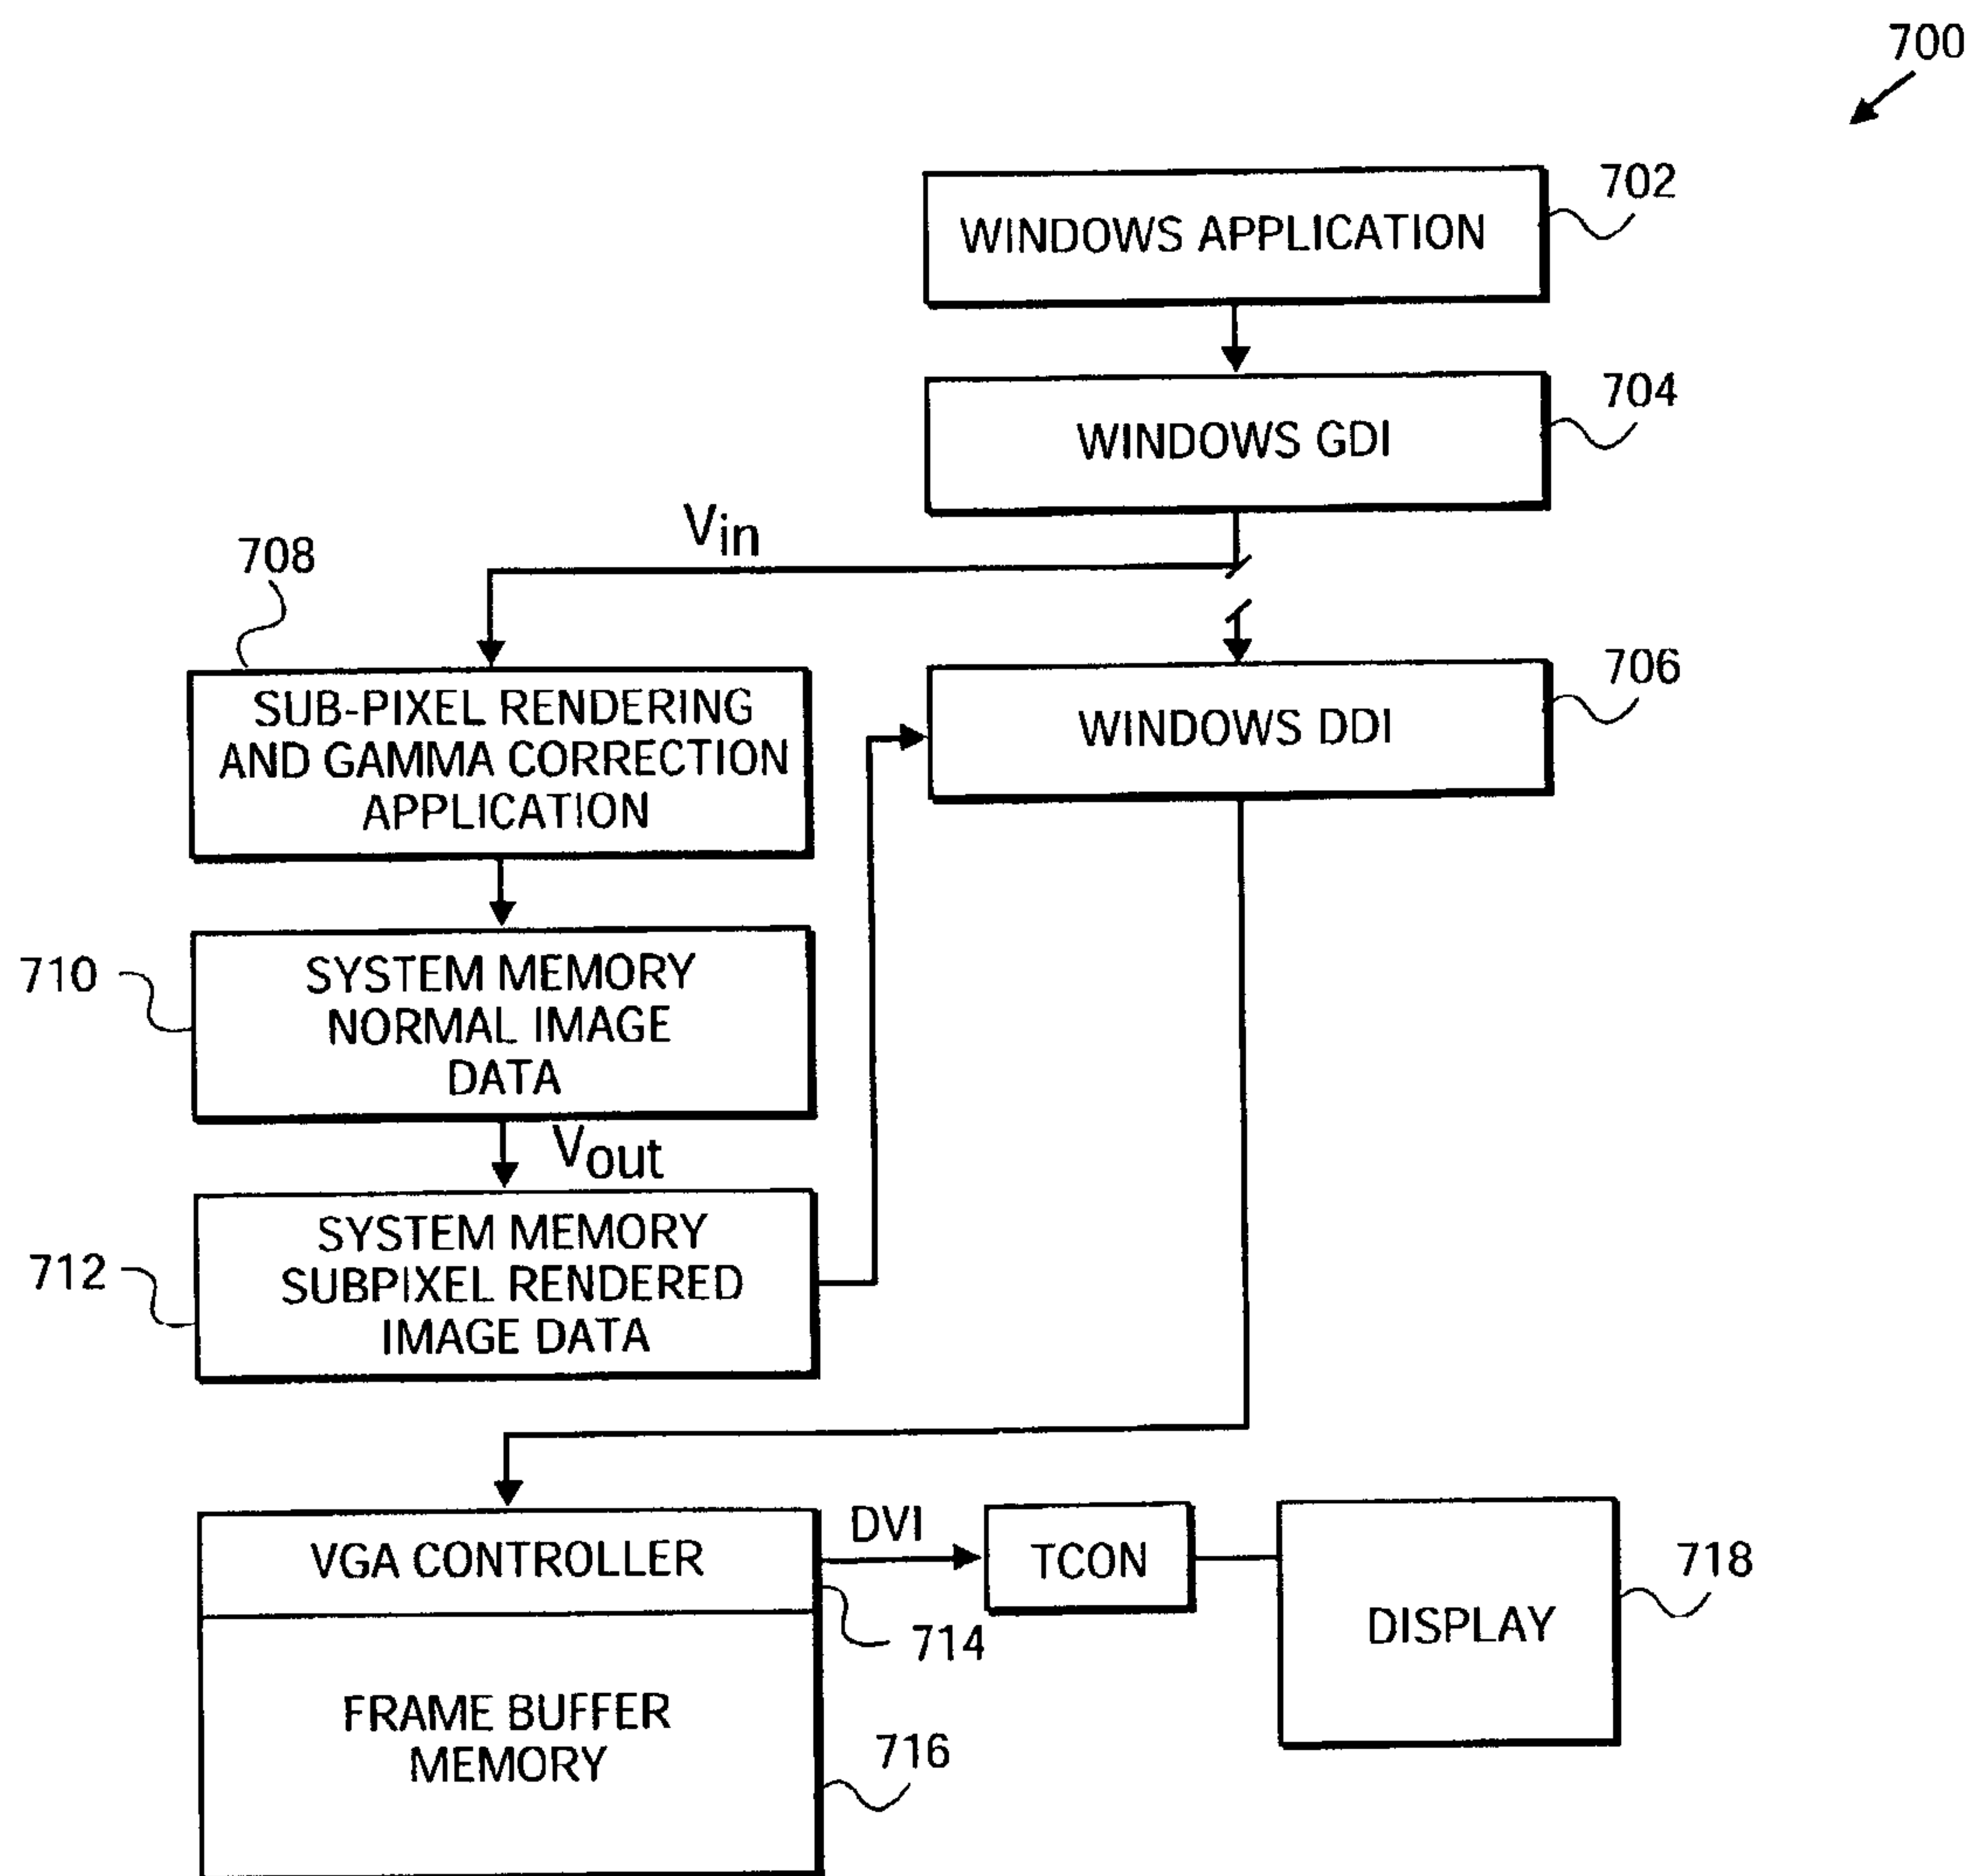 700
702
WINDOWS APPLICATION
704
WINDOWS GDI
Vin
708
706
SUB-PIXEL RENDERING
AND GAMMA CORRECTION
APPLICATION
WINDOWS DDI
710
SYSTEM MEMORY
NORMAL IMAGE
DATA
Vout
712
SYSTEM MEMORY
SUBPIXEL RENDERED
IMAGE DATA
VGA CONTROLLER
DVI
TCON
718
DISPLAY
714
FRAME BUFFER
MEMORY
716